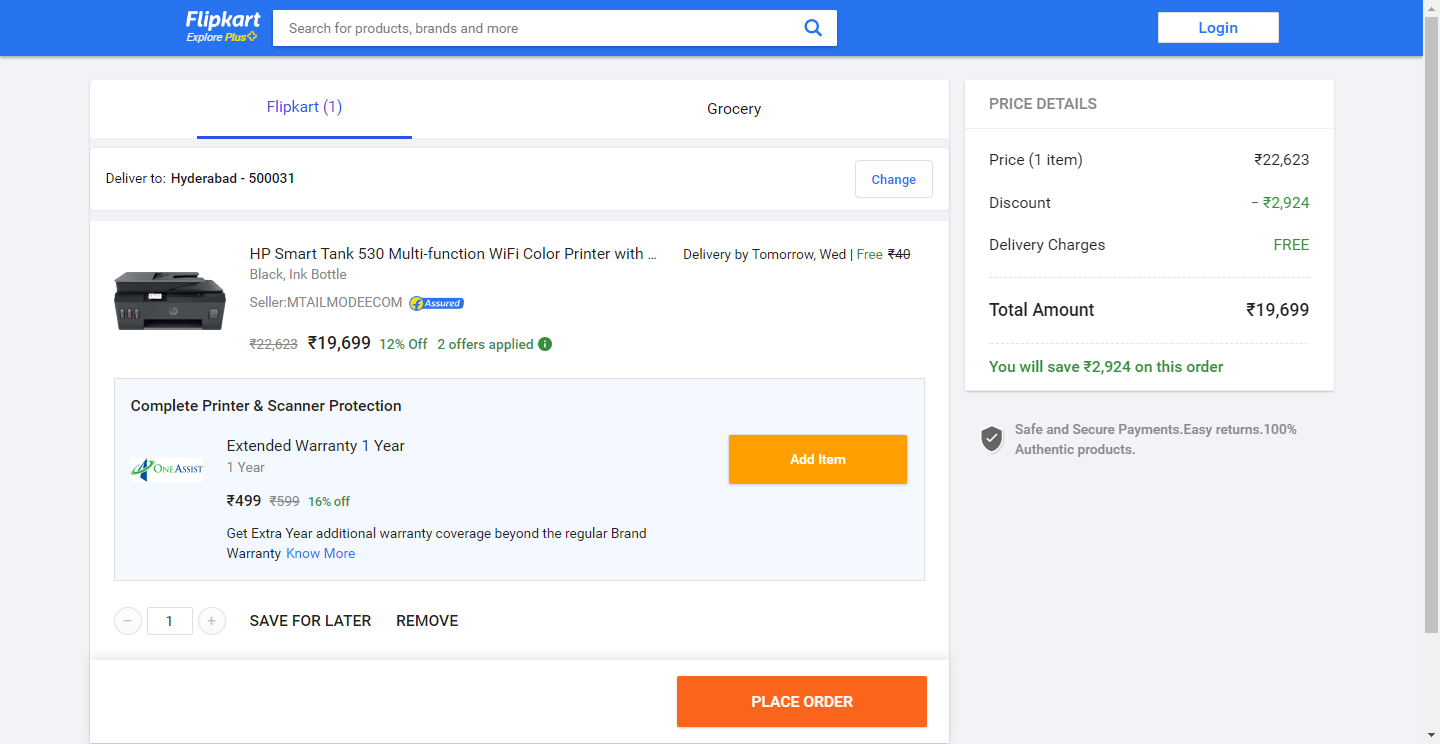 Flipkart
Explore Plus
Search for products, brands and more
Login
Flipkart (1)
Grocery
Deliver to: Hyderabad - 500031
Change
HP Smart Tank 530 Multi-function WiFi Color Printer with ...
Delivery by Tomorrow, Wed | Free ₹40
Black, Ink Bottle
Seller:MTAILMODEECOM
f Assured
₹22,623 ₹19,699 12% Off 2 offers applied
Complete Printer & Scanner Protection
ONEASSIST
Extended Warranty 1 Year
1 Year
₹499 ₹599 16% off
Get Extra Year additional warranty coverage beyond the regular Brand
Warranty Know More
Add Item
− 1 +
SAVE FOR LATER
REMOVE
PLACE ORDER
PRICE DETAILS
Price (1 item) ₹22,623
Discount − ₹2,924
Delivery Charges FREE
Total Amount ₹19,699
You will save ₹2,924 on this order
Safe and Secure Payments.Easy returns.100%
Authentic products.